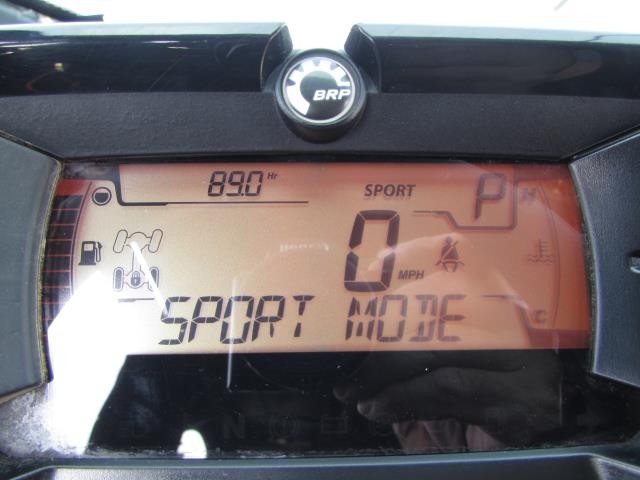 BRP
89.0 Hr
SPORT
P
H
0 MPH
C
SPORT MODE
N